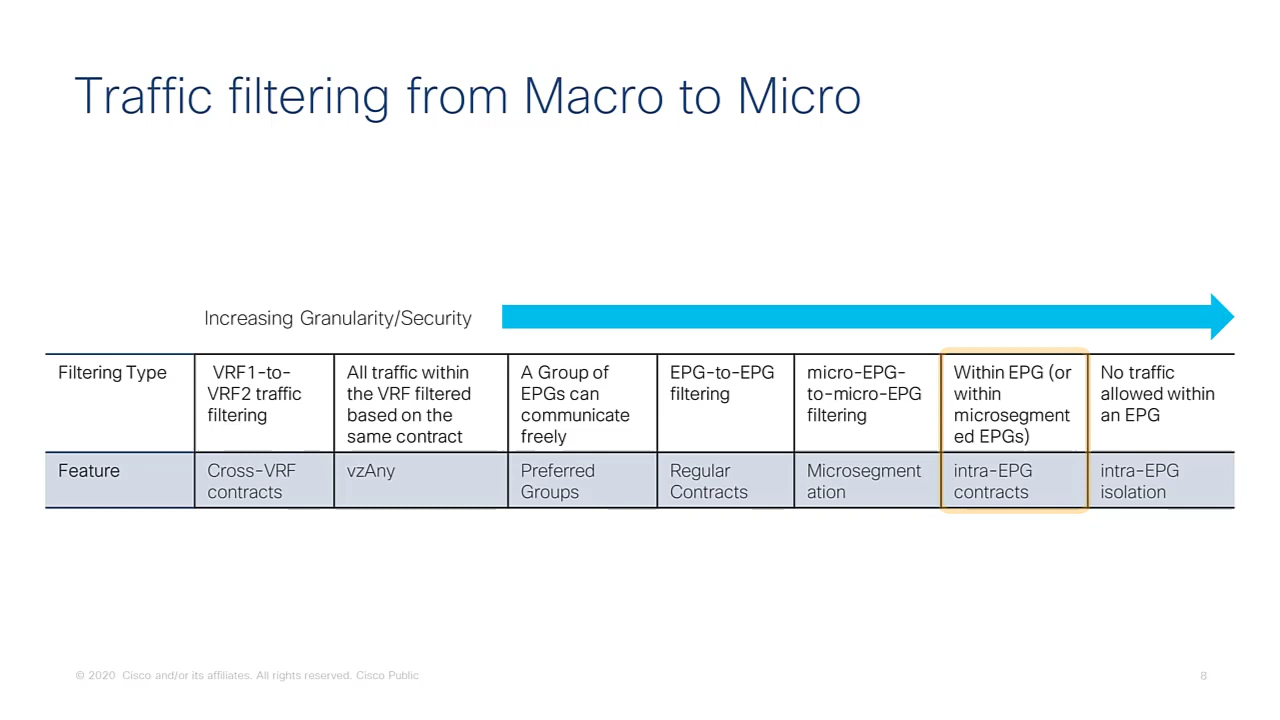 Traffic filtering from Macro to Micro
Increasing Granularity/Security
Filtering Type
VRF1-to-
VRF2 traffic
filtering
All traffic within
the VRF filtered
based on the
same contract
A Group of
EPGs can
communicate
freely
EPG-to-EPG
filtering
micro-EPG-
to-micro-EPG
filtering
Within EPG (or
within
microsegment
ed EPGs)
No traffic
allowed within
an EPG
Feature
Cross-VRF
contracts
vzAny
Preferred
Groups
Regular
Contracts
Microsegment
ation
intra-EPG
contracts
intra-EPG
isolation
© 2020 Cisco and/or its affiliates. All rights reserved. Cisco Public
8